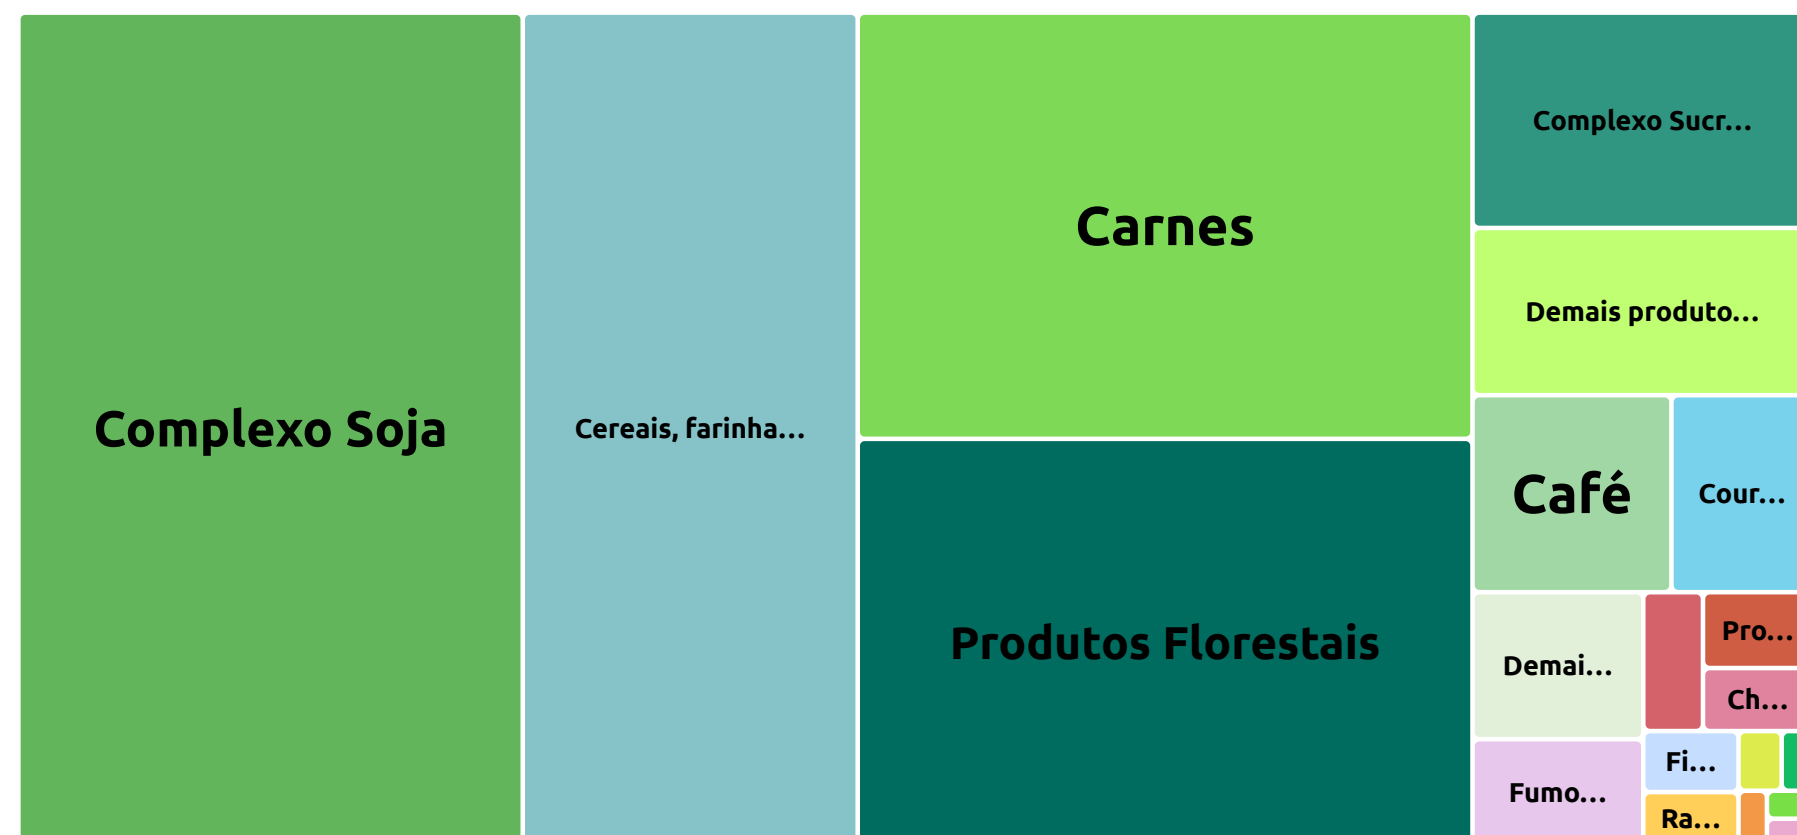 Complexo Soja
Cereais, farinha...
Carnes
Produtos Florestais
Complexo Sucr...
Demais produto...
Café
Cour...
Demai...
Pro...
Ch...
Fumo...
Fi...
Ra...